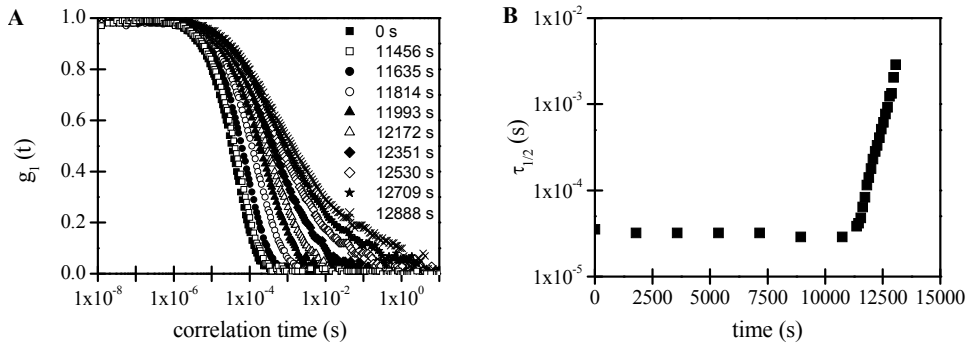 A
g₁ (t)
1.0
0.8
0.6
0.4
0.2
0.0
1x10⁻⁸ 1x10⁻⁶ 1x10⁻⁴ 1x10⁻² 1x10⁰
correlation time (s)
0 s
11456 s
11635 s
11814 s
11993 s
12172 s
12351 s
12530 s
12709 s
12888 s
B
τ₁/₂ (s)
1x10⁻²
1x10⁻³
1x10⁻⁴
1x10⁻⁵
0 2500 5000 7500 10000 12500 15000
time (s)